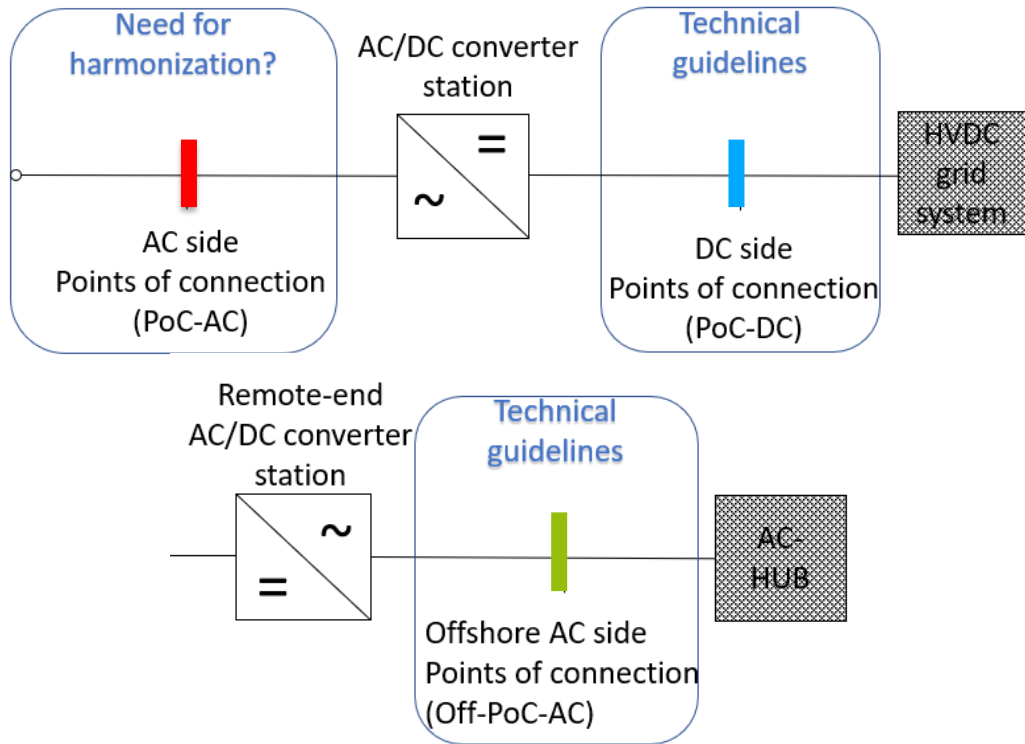 Need for
harmonization?
AC/DC converter
station
Technical
guidelines
=
~
HVDC
grid
system
AC side
Points of connection
(PoC-AC)
DC side
Points of connection
(PoC-DC)
Remote-end
AC/DC converter
station
Technical
guidelines
~
=
AC-
HUB
Offshore AC side
Points of connection
(Off-PoC-AC)